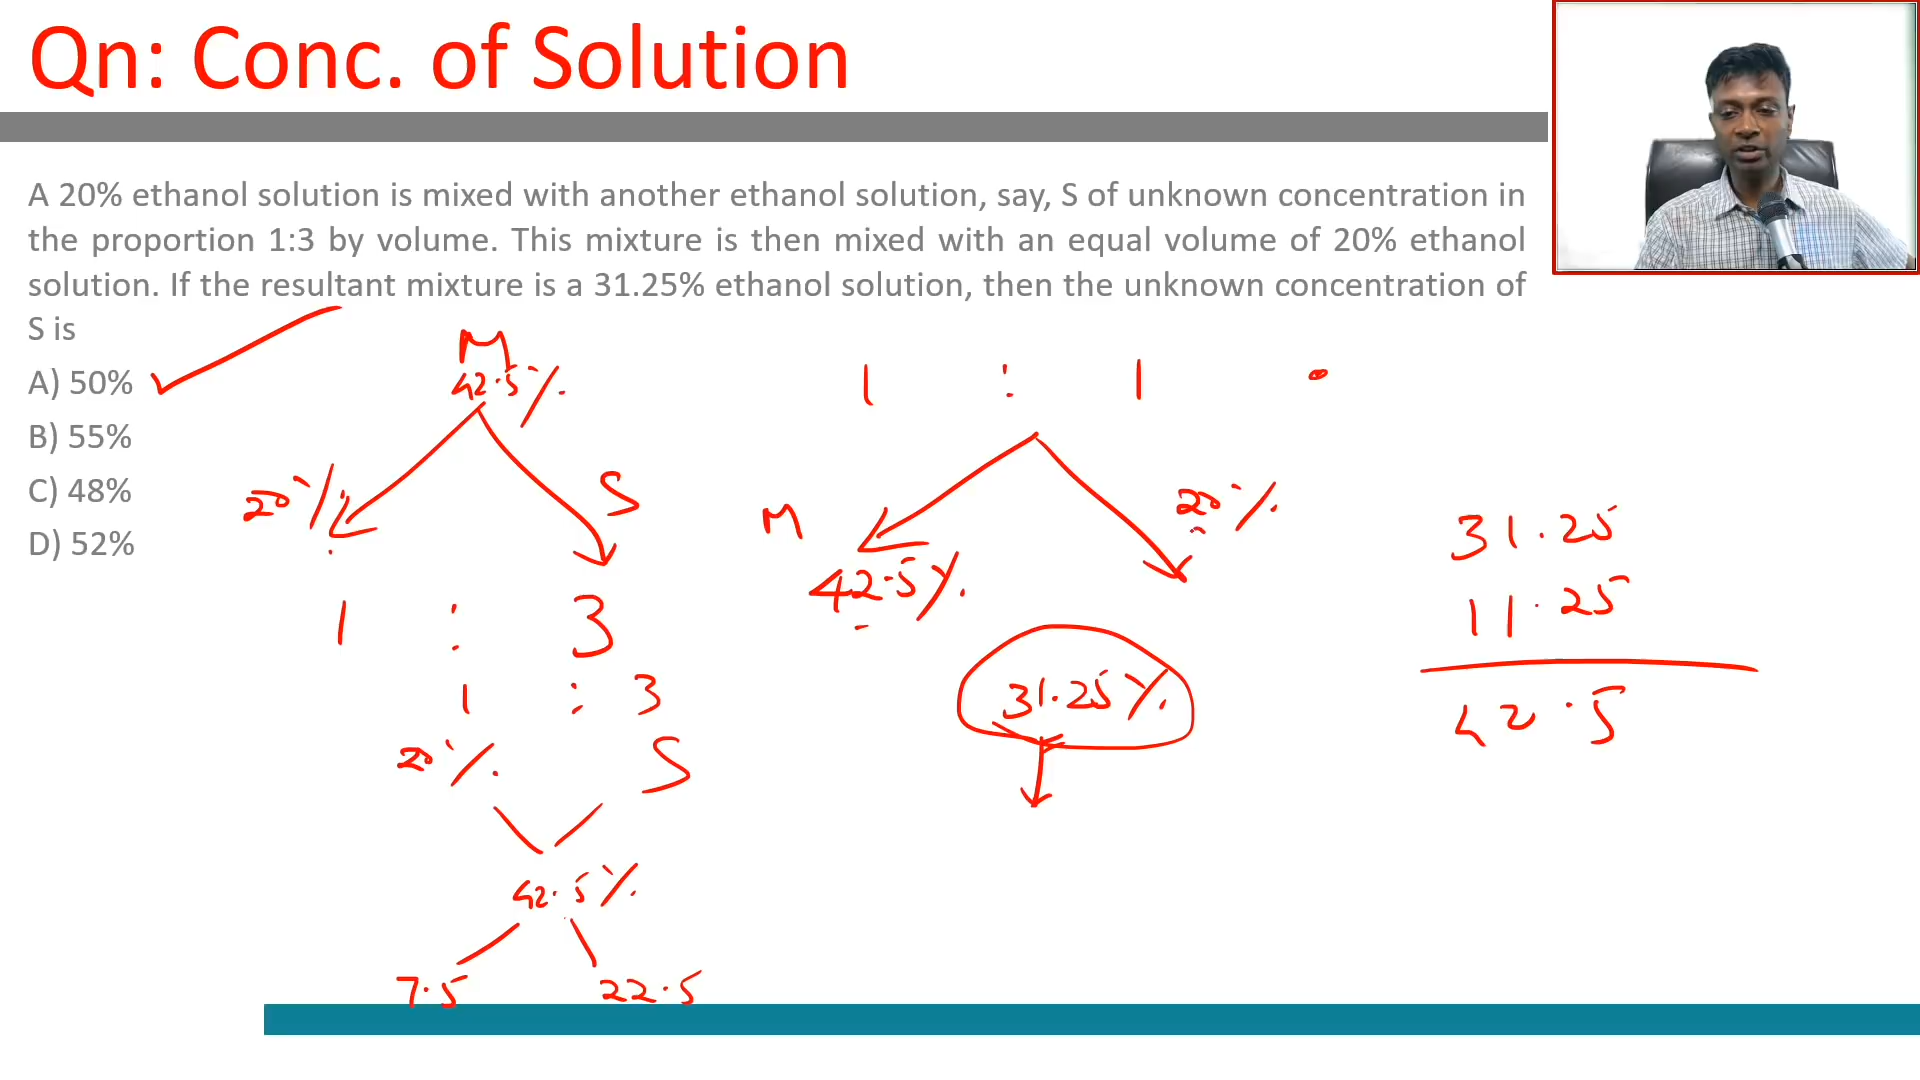 Qn: Conc. of Solution
A 20% ethanol solution is mixed with another ethanol solution, say, S of unknown concentration in
the proportion 1:3 by volume. This mixture is then mixed with an equal volume of 20% ethanol
solution. If the resultant mixture is a 31.25% ethanol solution, then the unknown concentration of
S is
A) 50%
B) 55%
C) 48%
D) 52%
M
42.5%
20%
S
1 : 3
1 : 3
20% S
42.5%
7.5 22.5
1 : 1
M
42.5%
20%
31.25%
31.25
11.25
42.5